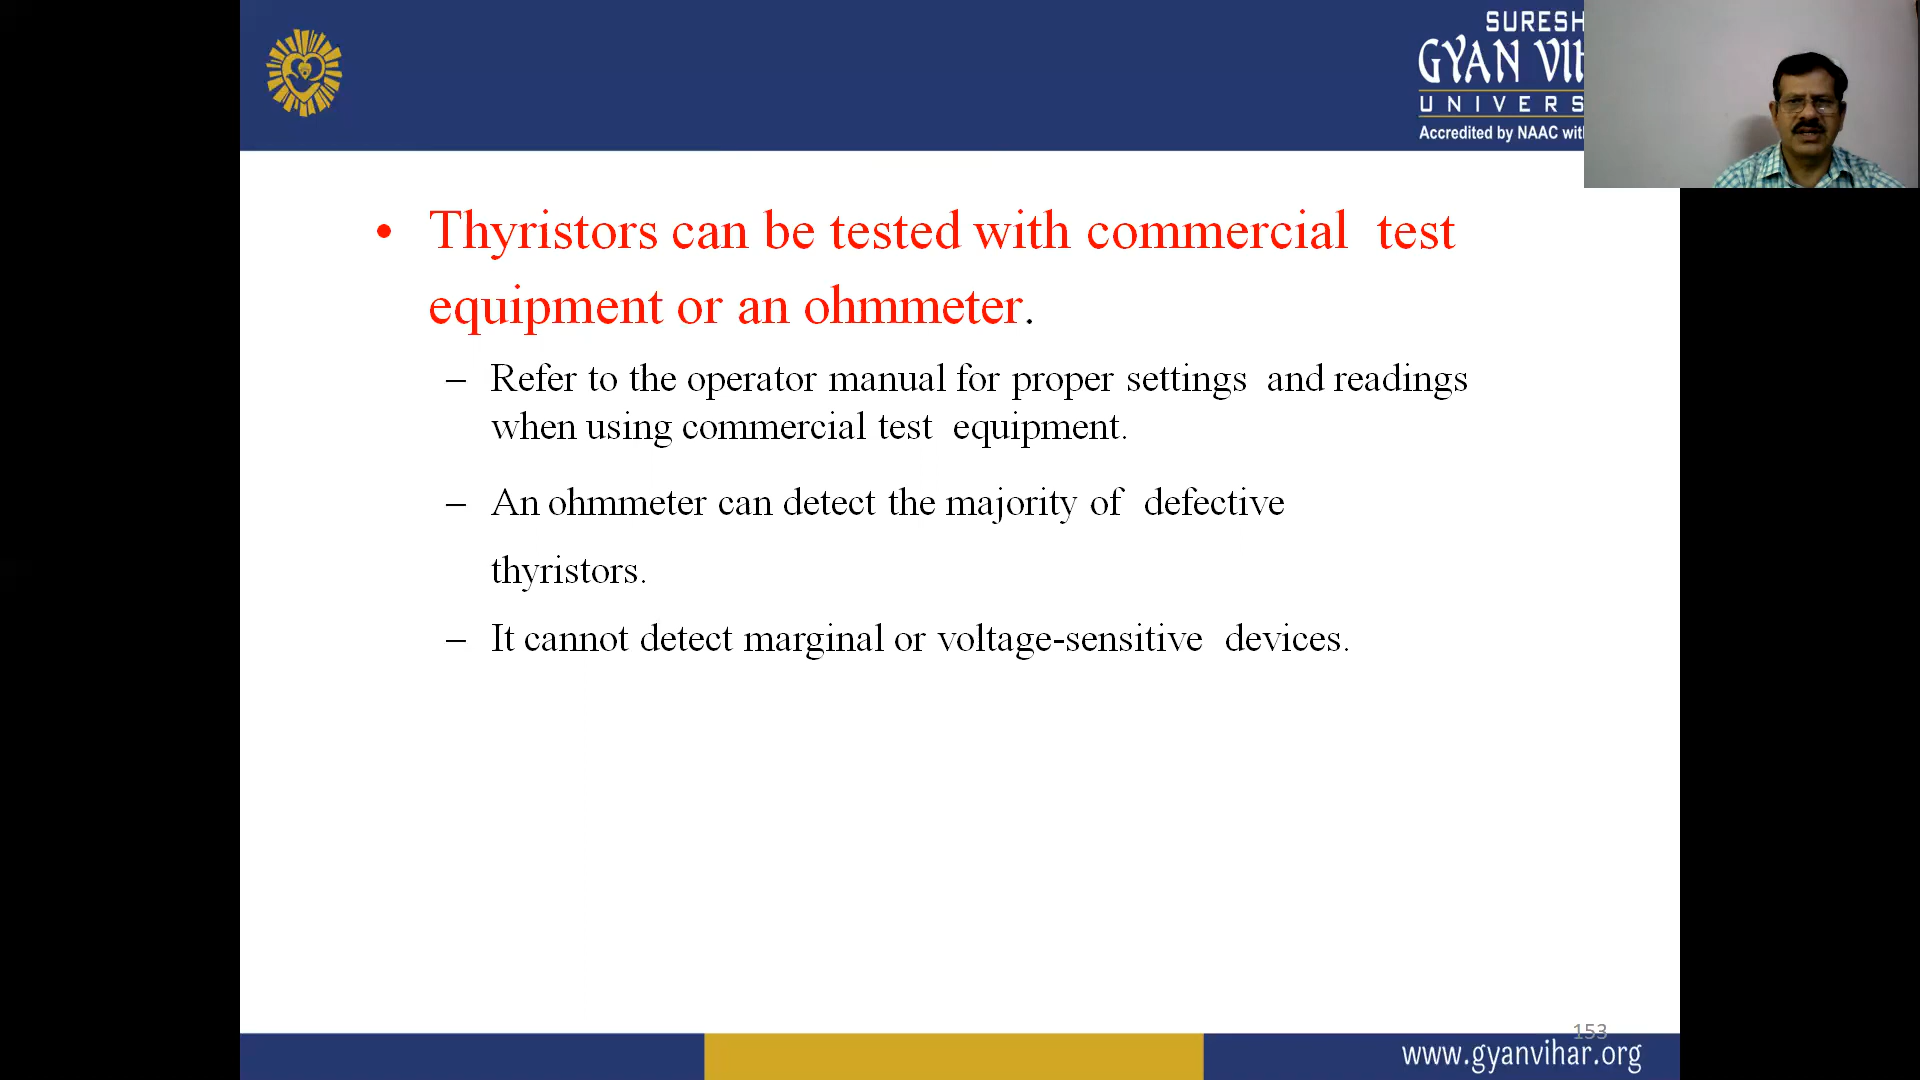 SURESH
GYAN VI
UNIVERS
Accredited by NAAC wit
• Thyristors can be tested with commercial test
equipment or an ohmmeter.
– Refer to the operator manual for proper settings and readings
when using commercial test equipment.
– An ohmmeter can detect the majority of defective
thyristors.
– It cannot detect marginal or voltage-sensitive devices.
153
www.gyanvihar.org